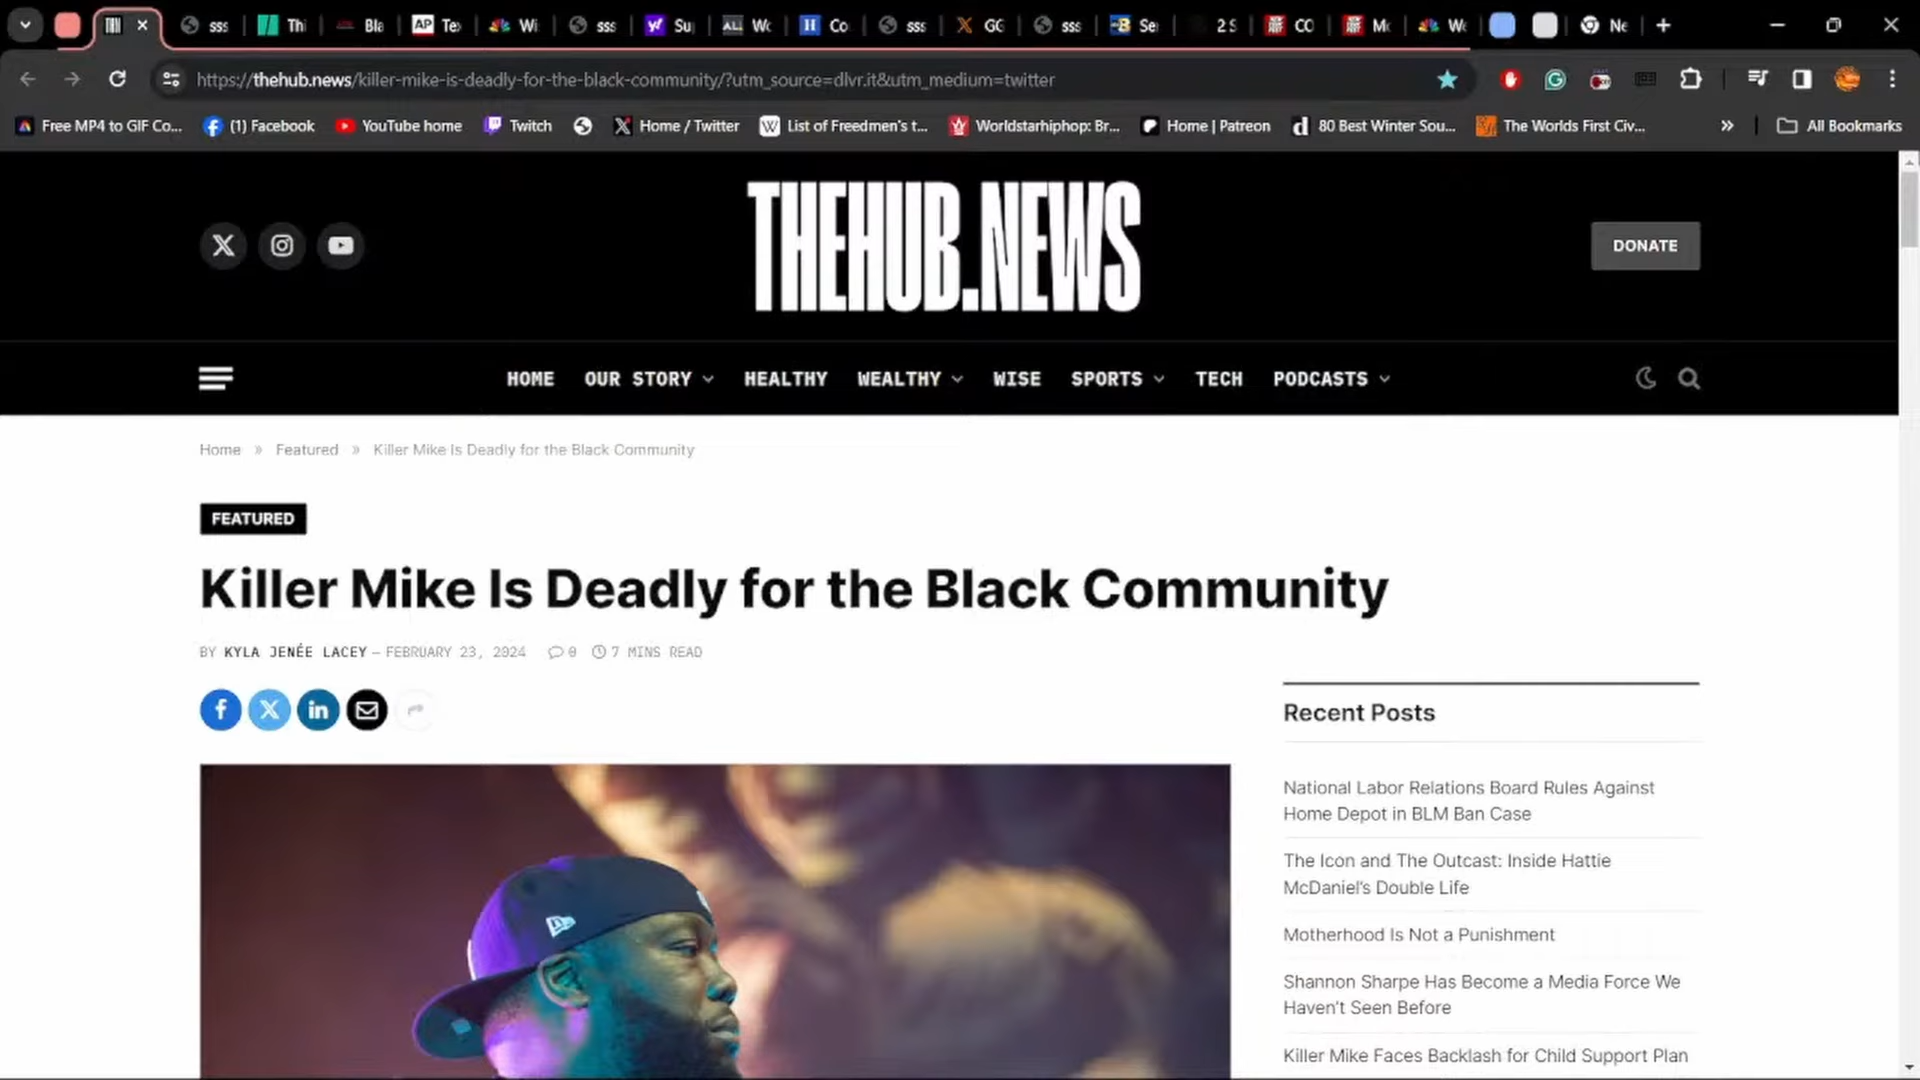 sss
Thi
Bla
AP Te
Wi
sss
Su
ALL Wc
H Co
sss
GG
sss
B Se
2 S
CO
Mc
We
Ne
https://thehub.news/killer-mike-is-deadly-for-the-black-community/?utm_source=dlvr.it&utm_medium=twitter
Free MP4 to GIF Co...
(1) Facebook
YouTube home
Twitch
Home / Twitter
W List of Freedmen's t...
Worldstarhiphop: Br...
Home | Patreon
d 80 Best Winter Sou...
The Worlds First Civ...
»
All Bookmarks
THEHUB.NEWS
DONATE
HOME OUR STORY HEALTHY WEALTHY WISE SPORTS TECH PODCASTS
Home » Featured » Killer Mike Is Deadly for the Black Community
FEATURED
Killer Mike Is Deadly for the Black Community
BY KYLA JENÉE LACEY — FEBRUARY 23, 2024 0 7 MINS READ
Recent Posts
National Labor Relations Board Rules Against
Home Depot in BLM Ban Case
The Icon and The Outcast: Inside Hattie
McDaniel's Double Life
Motherhood Is Not a Punishment
Shannon Sharpe Has Become a Media Force We
Haven't Seen Before
Killer Mike Faces Backlash for Child Support Plan